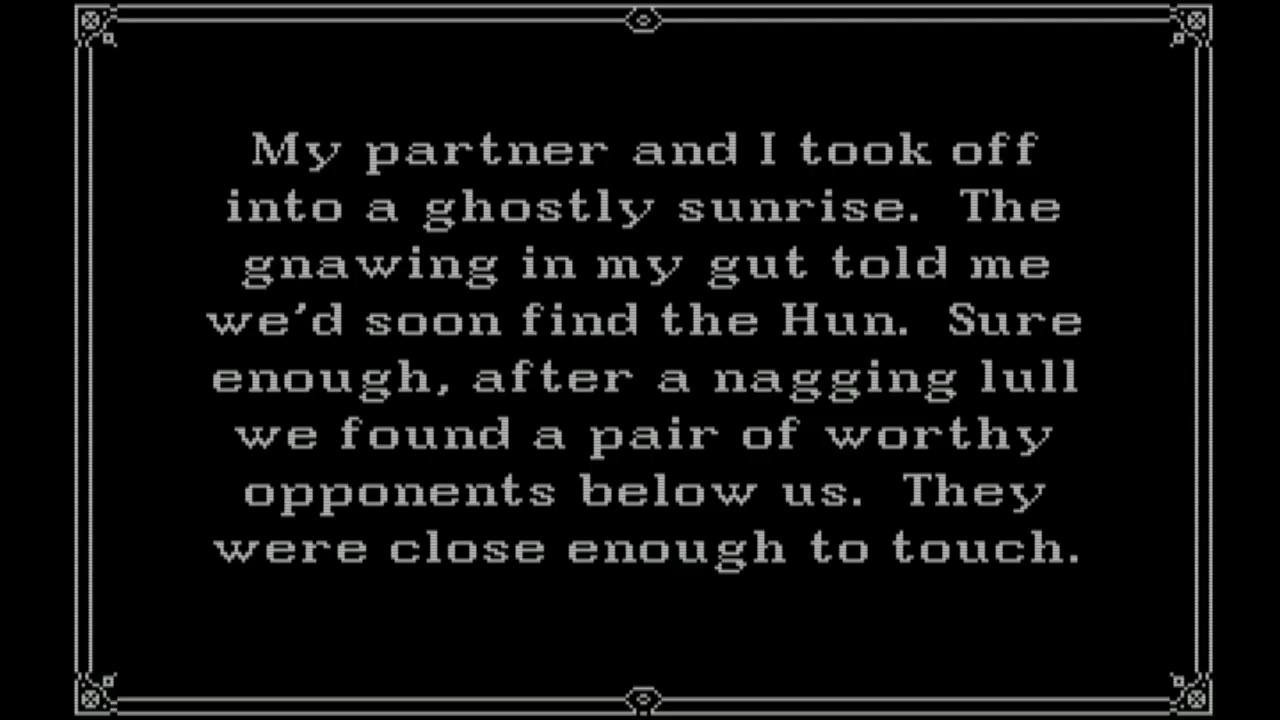 My partner and I took off
into a ghostly sunrise.  The
gnawing in my gut told me
we'd soon find the Hun.  Sure
enough, after a nagging lull
we found a pair of worthy
opponents below us.  They
were close enough to touch.